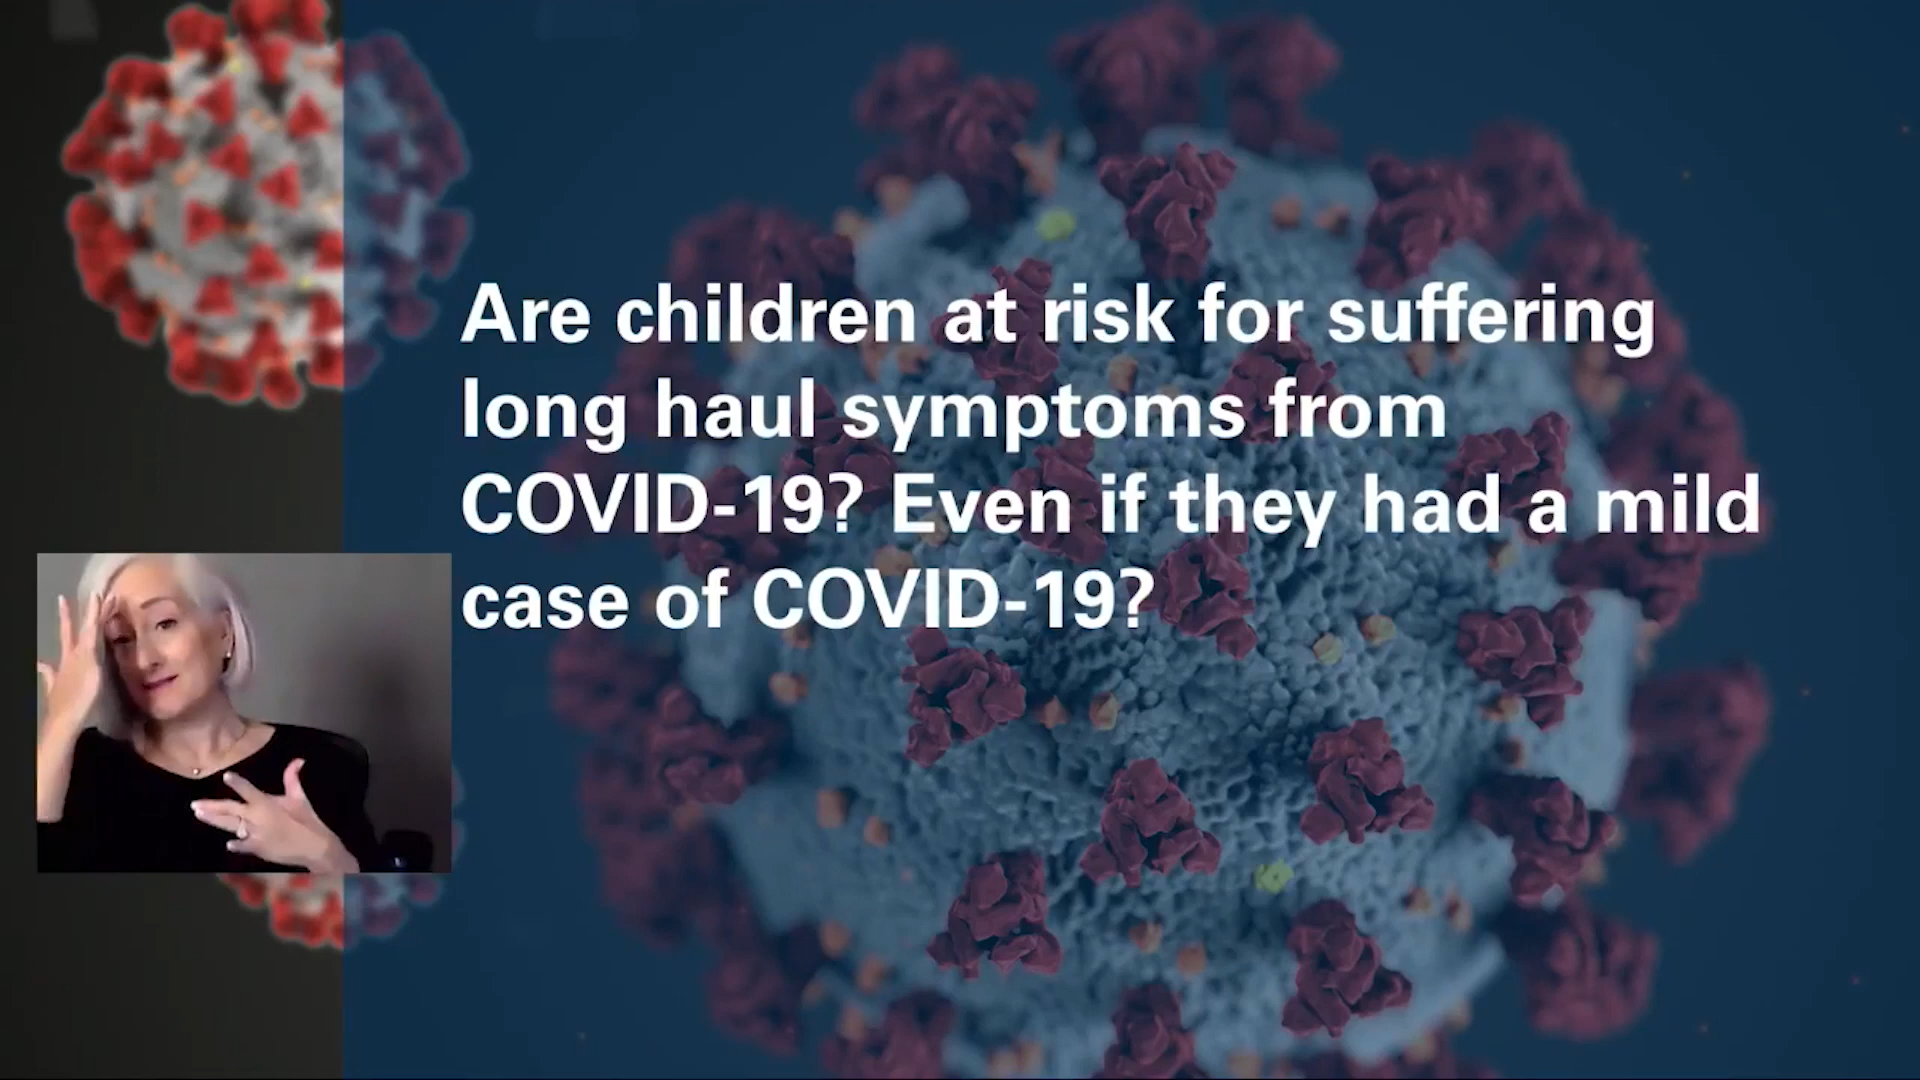 Are children at risk for suffering
long haul symptoms from
COVID-19? Even if they had a mild
case of COVID-19?